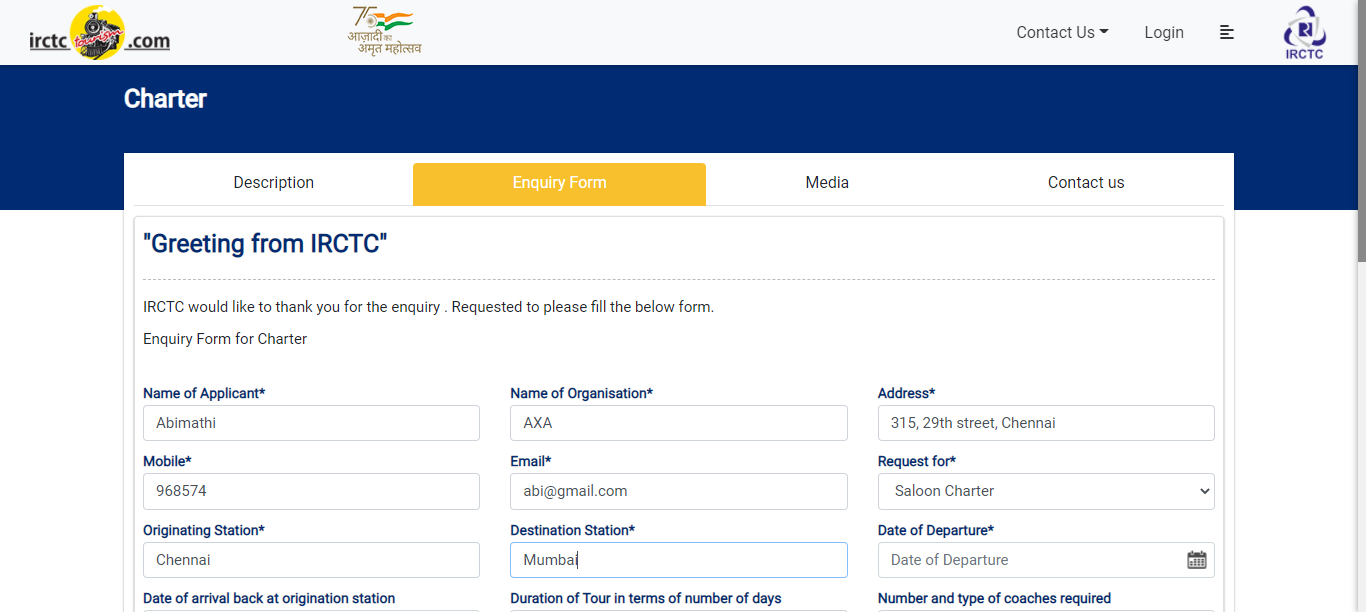 irctc tourism .com
75
आज़ादी का
अमृत महोत्सव
Contact Us
Login
IRCTC
Charter
Description
Enquiry Form
Media
Contact us
"Greeting from IRCTC"
IRCTC would like to thank you for the enquiry . Requested to please fill the below form.
Enquiry Form for Charter
Name of Applicant*
Name of Organisation*
Address*
Abimathi
AXA
315, 29th street, Chennai
Mobile*
Email*
Request for*
968574
abi@gmail.com
Saloon Charter
Originating Station*
Destination Station*
Date of Departure*
Chennai
Mumbai
Date of Departure
Date of arrival back at origination station
Duration of Tour in terms of number of days
Number and type of coaches required